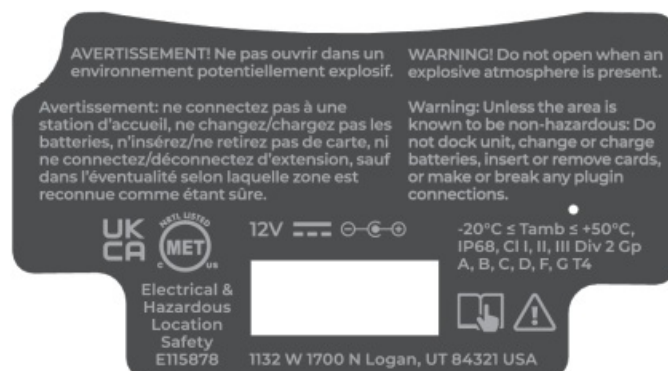 AVERTISSEMENT! Ne pas ouvrir dans un
environnement potentiellement explosif.
WARNING! Do not open when an
explosive atmosphere is present.
Avertissement: ne connectez pas à une
station d'accueil, ne changez/chargez pas les
batteries, n'insérez/ne retirez pas de carte, ni
ne connectez/déconnectez d'extension, sauf
dans l'éventualité selon laquelle zone est
reconnue comme étant sûre.
Warning: Unless the area is
known to be non-hazardous: Do
not dock unit, change or charge
batteries, insert or remove cards,
or make or break any plugin
connections.
UK
CA
NRTL LISTED
MET
C US
Electrical &
Hazardous
Location
Safety
E115878
12V
1132 W 1700 N Logan, UT 84321 USA
-20°C ≤ Tamb ≤ +50°C,
IP68, Cl I, II, III Div 2 Gp
A, B, C, D, F, G T4